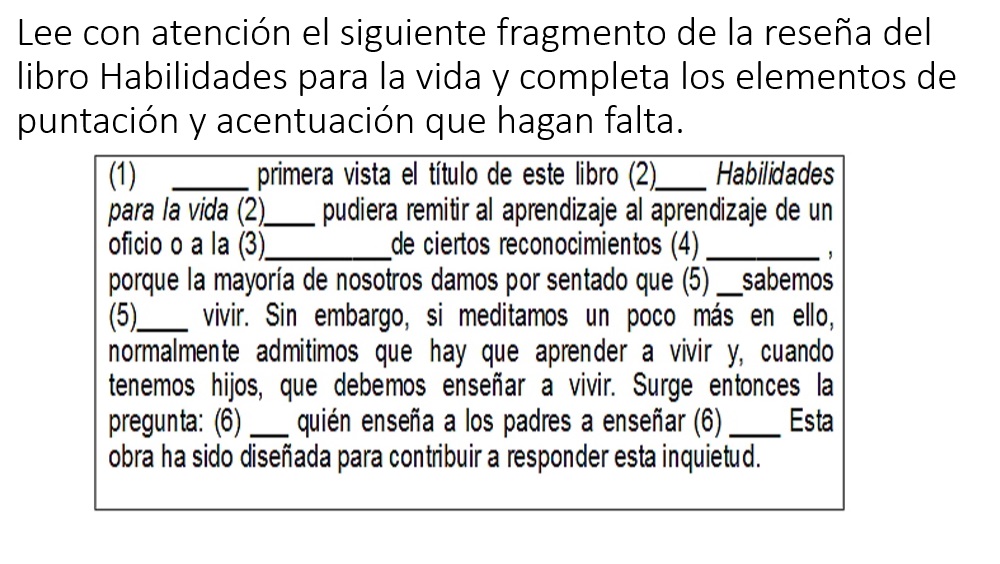 Lee con atención el siguiente fragmento de la reseña del
libro Habilidades para la vida y completa los elementos de
puntación y acentuación que hagan falta.
(1) ______ primera vista el título de este libro (2)____ Habilidades
para la vida (2)____ pudiera remitir al aprendizaje al aprendizaje de un
oficio o a la (3)__________de ciertos reconocimientos (4) _________ ,
porque la mayoría de nosotros damos por sentado que (5) __sabemos
(5)____ vivir. Sin embargo, si meditamos un poco más en ello,
normalmente admitimos que hay que aprender a vivir y, cuando
tenemos hijos, que debemos enseñar a vivir. Surge entonces la
pregunta: (6) ___ quién enseña a los padres a enseñar (6) ____ Esta
obra ha sido diseñada para contribuir a responder esta inquietud.